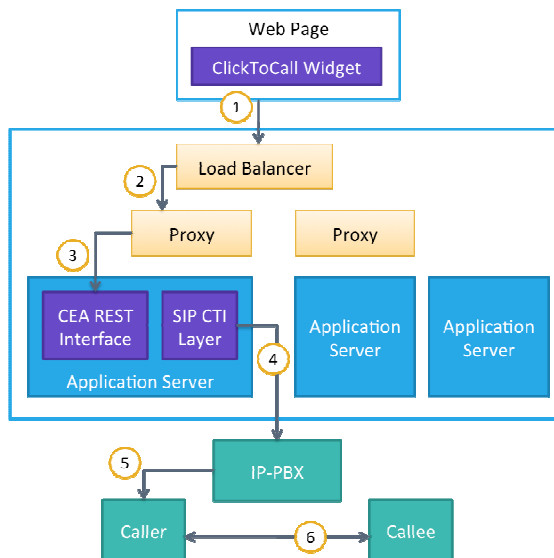 Web Page
ClickToCall Widget
1
Load Balancer
2
Proxy
Proxy
3
CEA REST
Interface
SIP CTI
Layer
Application Server
Application
Server
Application
Server
4
IP-PBX
5
Caller
6
Callee